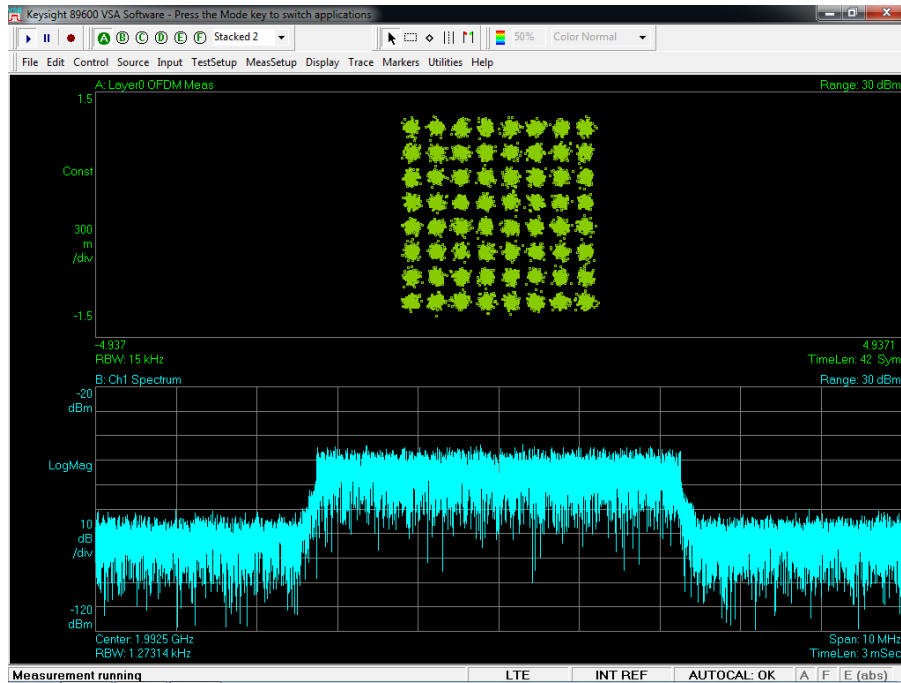 Keysight 89600 VSA Software - Press the Mode key to switch applications
A B C D E F Stacked 2 50% Color Normal
File Edit Control Source Input TestSetup MeasSetup Display Trace Markers Utilities Help
A: Layer0 OFDM Meas Range: 30 dBm
1.5
Const
300
m
/div
-1.5
-4.937 4.9371
RBW: 15 kHz TimeLen: 42 Sym
B: Ch1 Spectrum Range: 30 dBm
-20
dBm
LogMag
10
dB
/div
-120
dBm
Center: 1.9925 GHz Span: 10 MHz
RBW: 1.27314 kHz TimeLen: 3 mSec
Measurement running LTE INT REF AUTOCAL: OK A F E (abs)